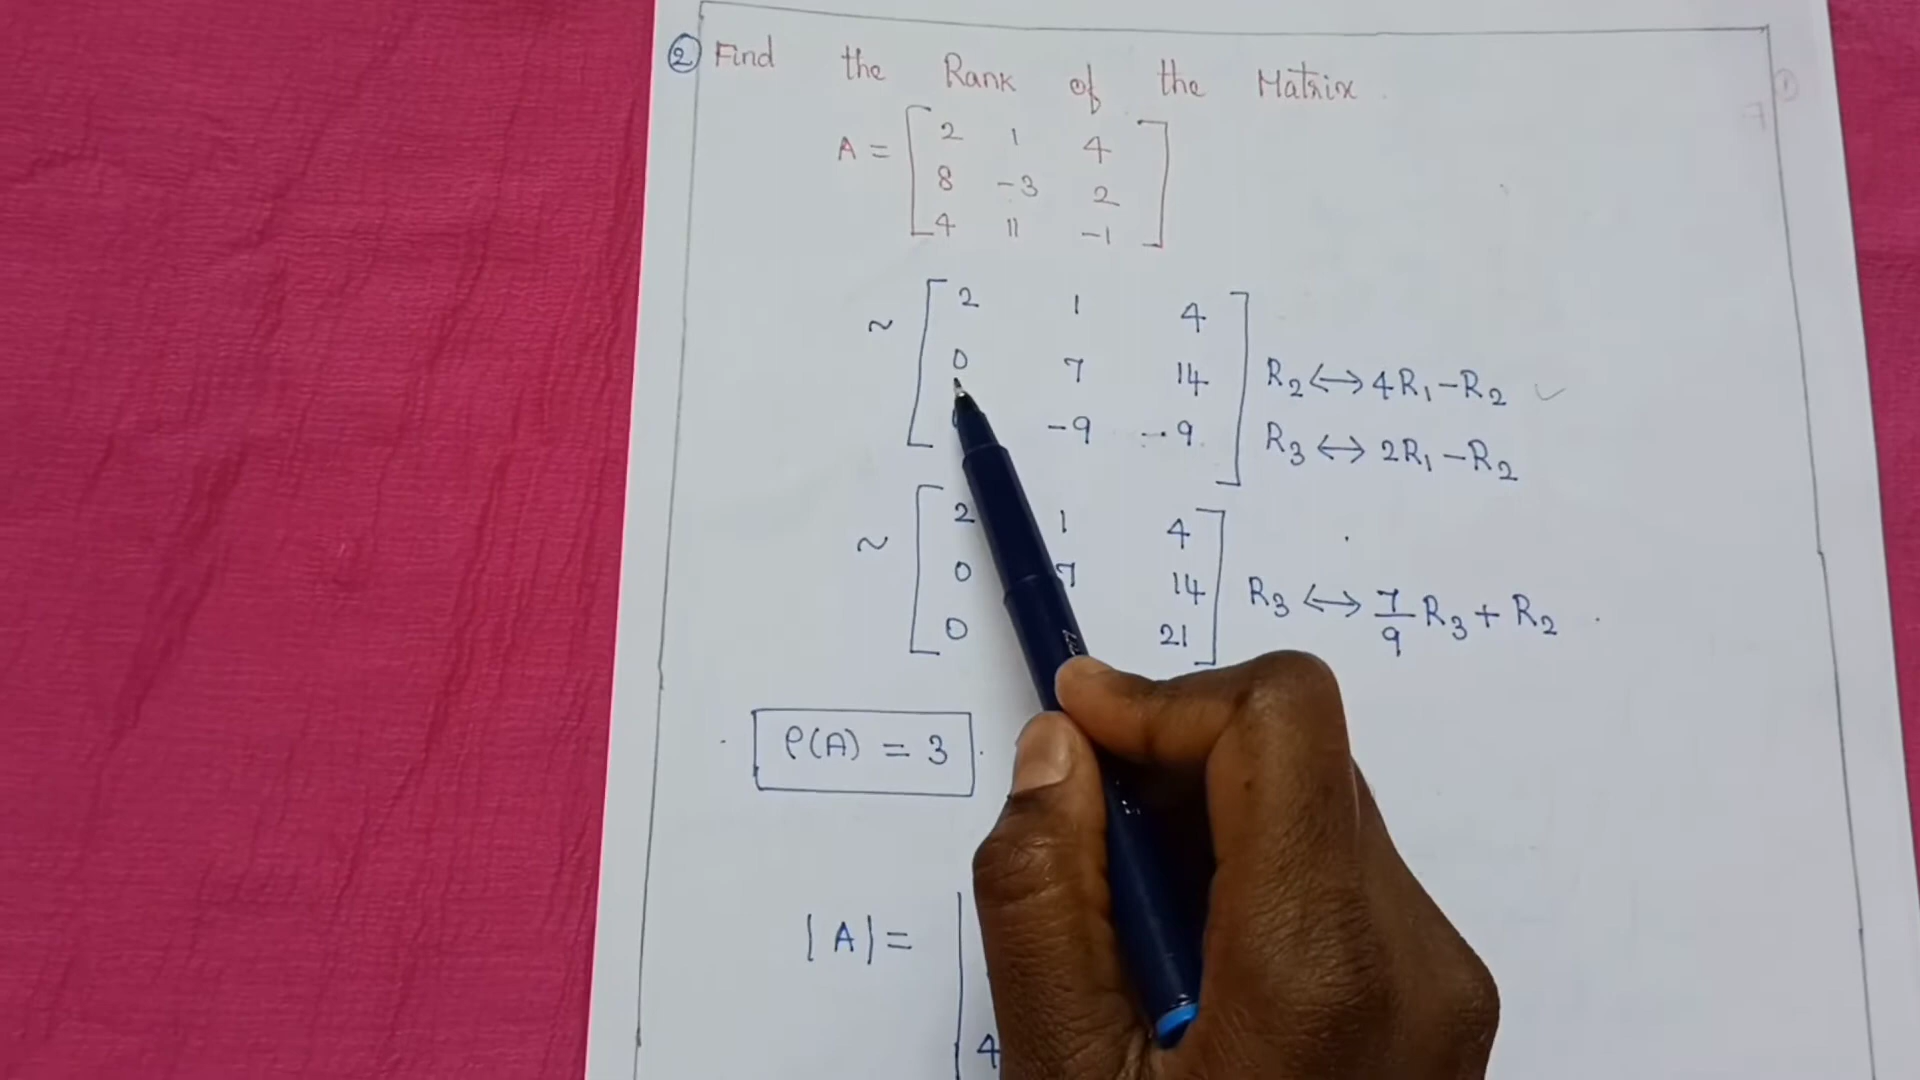 ② Find the Rank of the Matrix.
A = [ 2 1 4
8 -3 2
4 11 -1 ]
~ [ 2 1 4
0 7 14 R₂ ↔ 4R₁ - R₂
-9 -9 ] R₃ ↔ 2R₁ - R₂
~ [ 2 1 4
0 7 14 R₃ ↔ 7/9 R₃ + R₂
0 21 ]
ρ(A) = 3
|A| = |
4